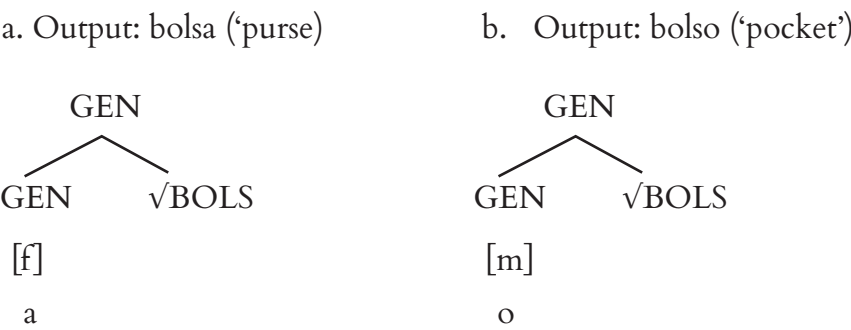 a. Output: bolsa (‘purse) b. Output: bolso (‘pocket’)
GEN GEN
GEN √BOLS GEN √BOLS
[f] [m]
a o